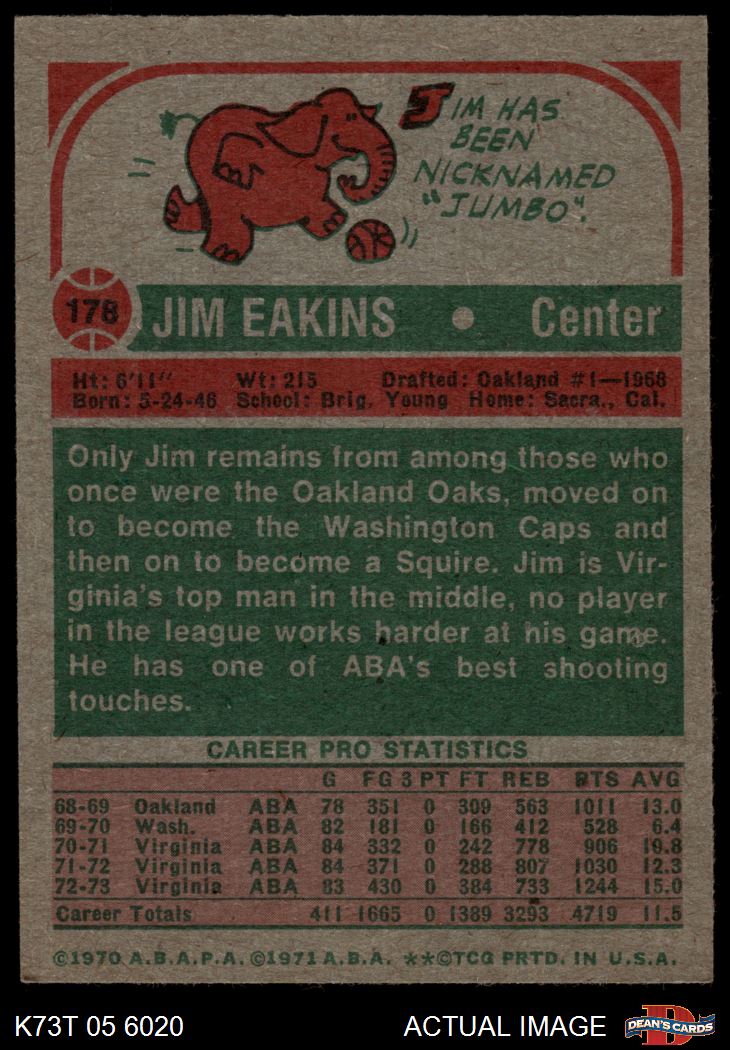 JIM HAS
BEEN
NICKNAMED
"JUMBO".
178 JIM EAKINS • Center
Ht: 6'11" Wt: 215 Drafted: Oakland #1—1968
Born: 5-24-46 School: Brig. Young Home: Sacra., Cal.
Only Jim remains from among those who
once were the Oakland Oaks, moved on
to become the Washington Caps and
then on to become a Squire. Jim is Vir-
ginia's top man in the middle, no player
in the league works harder at his game.
He has one of ABA's best shooting
touches.
CAREER PRO STATISTICS
G FG 3PT FT REB PTS AVG
68-69 Oakland ABA 78 351 0 309 563 1011 13.0
69-70 Wash. ABA 82 181 0 166 412 528 6.4
70-71 Virginia ABA 84 332 0 242 778 906 10.8
71-72 Virginia ABA 84 371 0 288 807 1030 12.3
72-73 Virginia ABA 83 430 0 384 733 1244 15.0
Career Totals 411 1665 0 1389 3293 4719 11.5
©1970 A.B.A.P.A. ©1971 A.B.A. **©TCG PRTD. IN U.S.A.
K73T 05 6020 ACTUAL IMAGE D DEAN'S CARDS